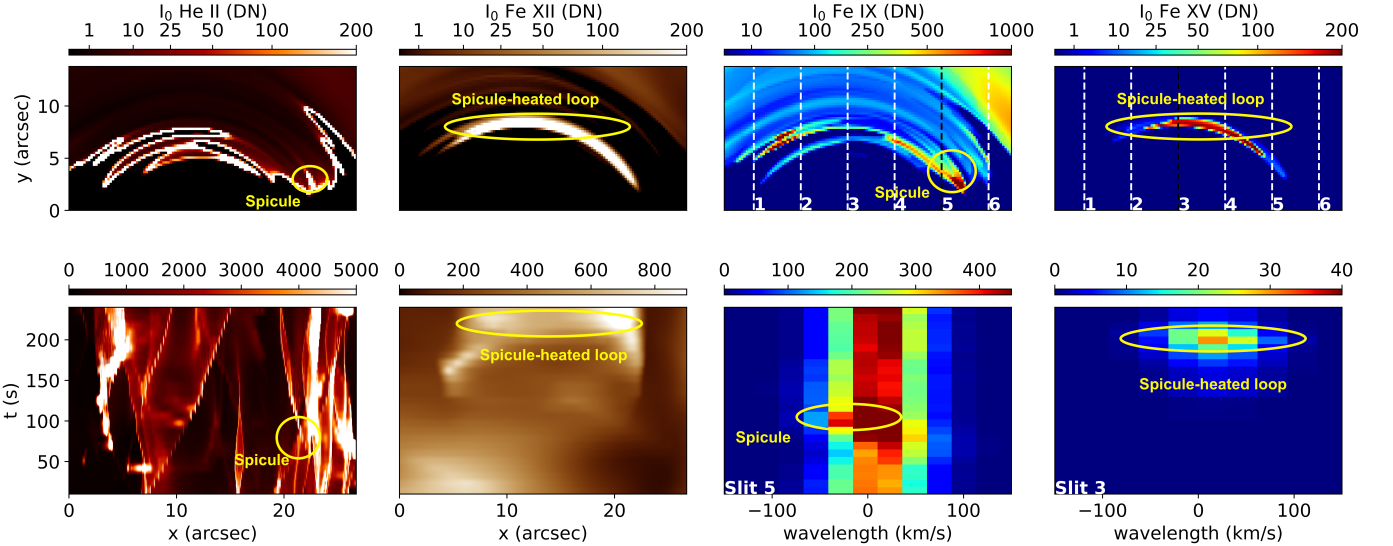 I₀ He II (DN)
I₀ Fe XII (DN)
I₀ Fe IX (DN)
I₀ Fe XV (DN)
1 10 25 50 100 200
1 10 25 50 100 200
1 10 100 200 500 1000
1 10 25 50 100 200
y (arcsec)
10
5
0
Spicule
Spicule-heated loop
Spicule
1 2 3 4 5 6
Spicule-heated loop
1 2 3 4 5 6
0 1000 2000 3000 4000 5000
0 200 400 600 800
0 100 200 300 400
0 10 20 30 40
t (s)
200
150
100
50
Spicule
Spicule-heated loop
Spicule
Slit 5
Spicule-heated loop
Slit 3
0 10 20
0 10 20
−100 0 100
−100 0 100
x (arcsec)
x (arcsec)
wavelength (km/s)
wavelength (km/s)